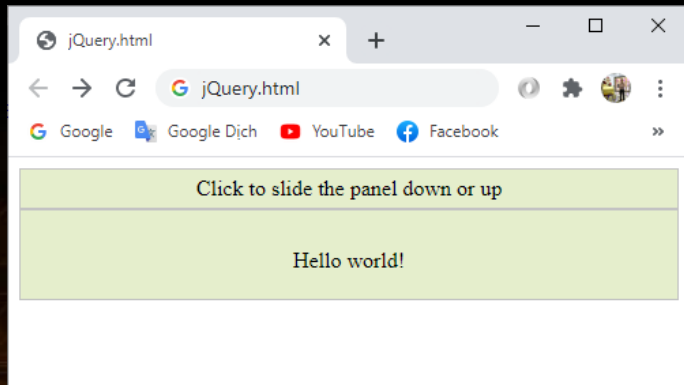 jQuery.html
jQuery.html
Google Google Dịch YouTube Facebook
Click to slide the panel down or up
Hello world!